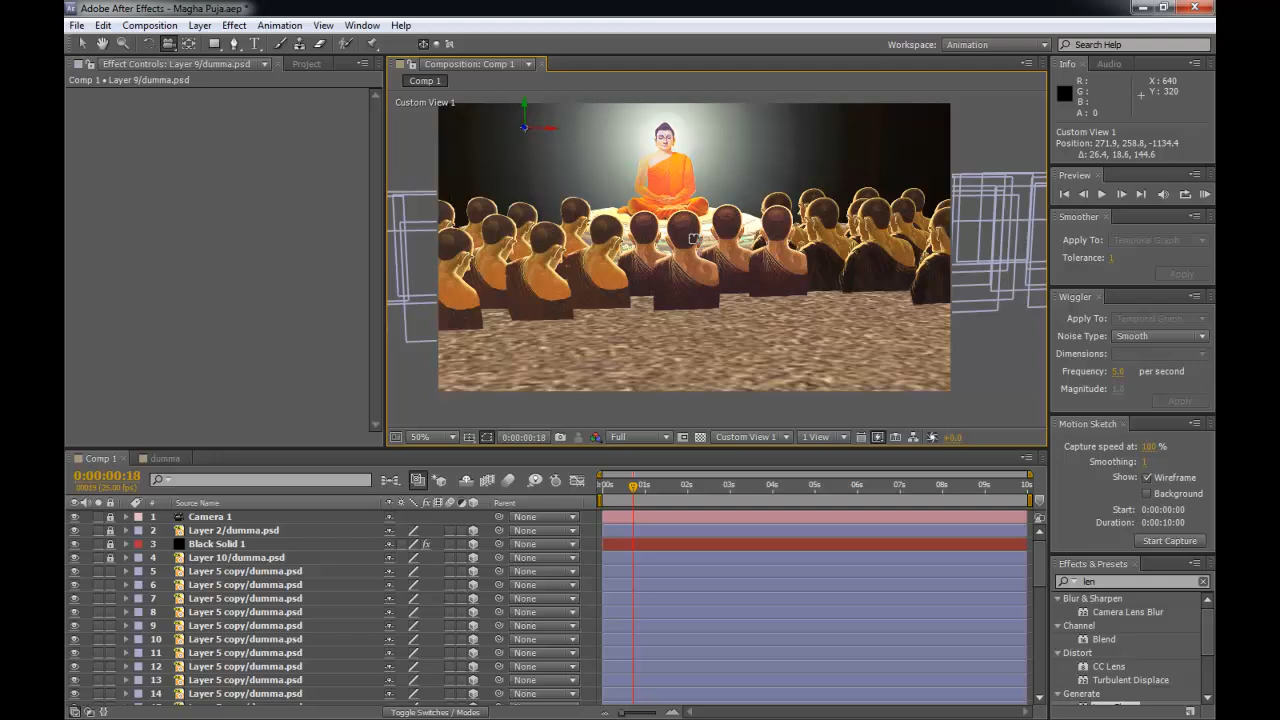 Adobe After Effects - Magha Puja.aep *
File Edit Composition Layer Effect Animation View Window Help
Workspace: Animation Search Help
Effect Controls: Layer 9/dumma.psd Project
Comp 1 • Layer 9/dumma.psd
Composition: Comp 1
Comp 1
Custom View 1
50% 0:00:00:18 Full Custom View 1 1 View +0.0
Info Audio
R : X : 640
G : Y : 320
B :
A : 0
Custom View 1
Position: 271.9, 258.8, -1134.4
Δ: 26.4, 18.6, 144.6
Preview
Smoother
Apply To: Temporal Graph
Tolerance: 1
Apply
Wiggler
Apply To: Temporal Graph
Noise Type: Smooth
Dimensions:
Frequency: 5.0 per second
Magnitude: 1.0
Apply
Motion Sketch
Capture speed at: 100 %
Smoothing: 1
Show: Wireframe
Background
Start: 0:00:00:00
Duration: 0:00:10:00
Start Capture
Effects & Presets
len
Blur & Sharpen
Camera Lens Blur
Channel
Blend
Distort
CC Lens
Turbulent Displace
Generate
Comp 1 dumma
0:00:00:18
00018 (25.00 fps)
# Source Name Parent
:00s 01s 02s 03s 04s 05s 06s 07s 08s 09s 10s
1 Camera 1 None
2 Layer 2/dumma.psd None
3 Black Solid 1 fx None
4 Layer 10/dumma.psd None
5 Layer 5 copy/dumma.psd None
6 Layer 5 copy/dumma.psd None
7 Layer 5 copy/dumma.psd None
8 Layer 5 copy/dumma.psd None
9 Layer 5 copy/dumma.psd None
10 Layer 5 copy/dumma.psd None
11 Layer 5 copy/dumma.psd None
12 Layer 5 copy/dumma.psd None
13 Layer 5 copy/dumma.psd None
14 Layer 5 copy/dumma.psd None
Toggle Switches / Modes